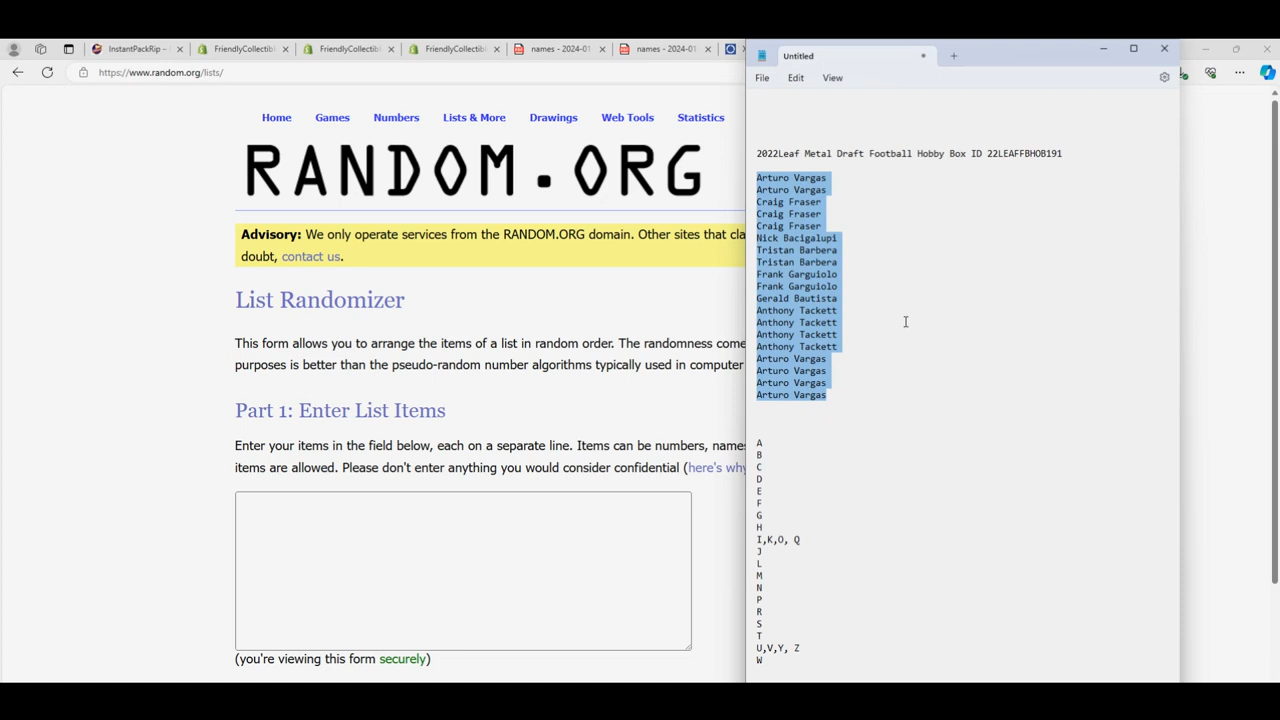 InstantPackRip –
FriendlyCollectib
FriendlyCollectibl
FriendlyCollectibl
names - 2024-01
names - 2024-01
https://www.random.org/lists/
Home Games Numbers Lists & More Drawings Web Tools Statistics
RANDOM.ORG
Advisory: We only operate services from the RANDOM.ORG domain. Other sites that cla
doubt, contact us.
List Randomizer
This form allows you to arrange the items of a list in random order. The randomness come
purposes is better than the pseudo-random number algorithms typically used in computer
Part 1: Enter List Items
Enter your items in the field below, each on a separate line. Items can be numbers, names
items are allowed. Please don't enter anything you would consider confidential (here's why
(you're viewing this form securely)
Untitled
File Edit View
2022Leaf Metal Draft Football Hobby Box ID 22LEAFFBHOB191
Arturo Vargas
Arturo Vargas
Craig Fraser
Craig Fraser
Craig Fraser
Nick Bacigalupi
Tristan Barbera
Tristan Barbera
Frank Garguiolo
Frank Garguiolo
Gerald Bautista
Anthony Tackett
Anthony Tackett
Anthony Tackett
Anthony Tackett
Arturo Vargas
Arturo Vargas
Arturo Vargas
Arturo Vargas
A
B
C
D
E
F
G
H
I,K,O, Q
J
L
M
N
P
R
S
T
U,V,Y, Z
W